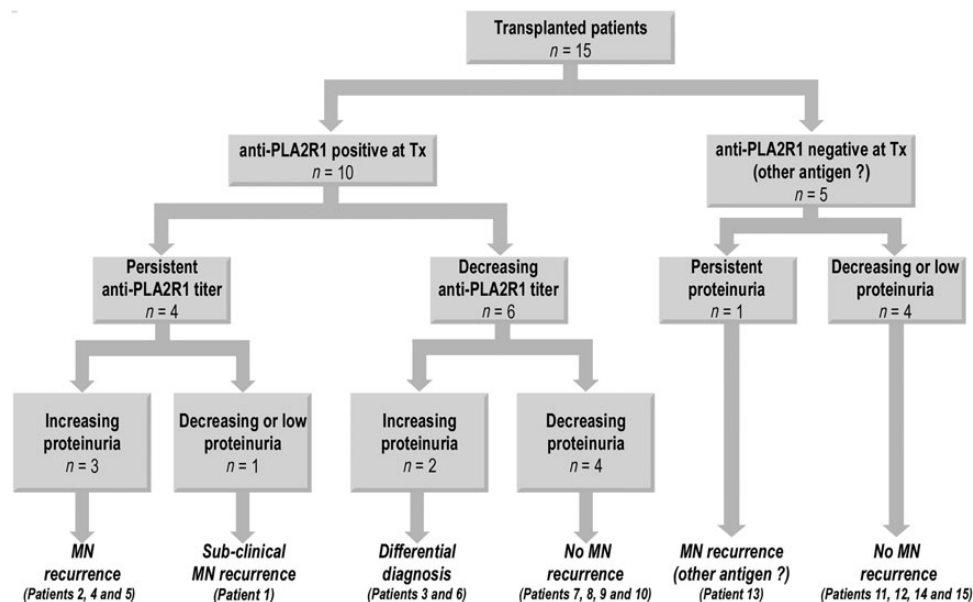 Transplanted patients
n = 15
anti-PLA2R1 positive at Tx
n = 10
anti-PLA2R1 negative at Tx
(other antigen ?)
n = 5
Persistent
anti-PLA2R1 titer
n = 4
Decreasing
anti-PLA2R1 titer
n = 6
Persistent
proteinuria
n = 1
Decreasing or low
proteinuria
n = 4
Increasing
proteinuria
n = 3
Decreasing or low
proteinuria
n = 1
Increasing
proteinuria
n = 2
Decreasing
proteinuria
n = 4
MN
recurrence
(Patients 2, 4 and 5)
Sub-clinical
MN recurrence
(Patient 1)
Differential
diagnosis
(Patients 3 and 6)
No MN
recurrence
(Patients 7, 8, 9 and 10)
MN recurrence
(other antigen ?)
(Patient 13)
No MN
recurrence
(Patients 11, 12, 14 and 15)